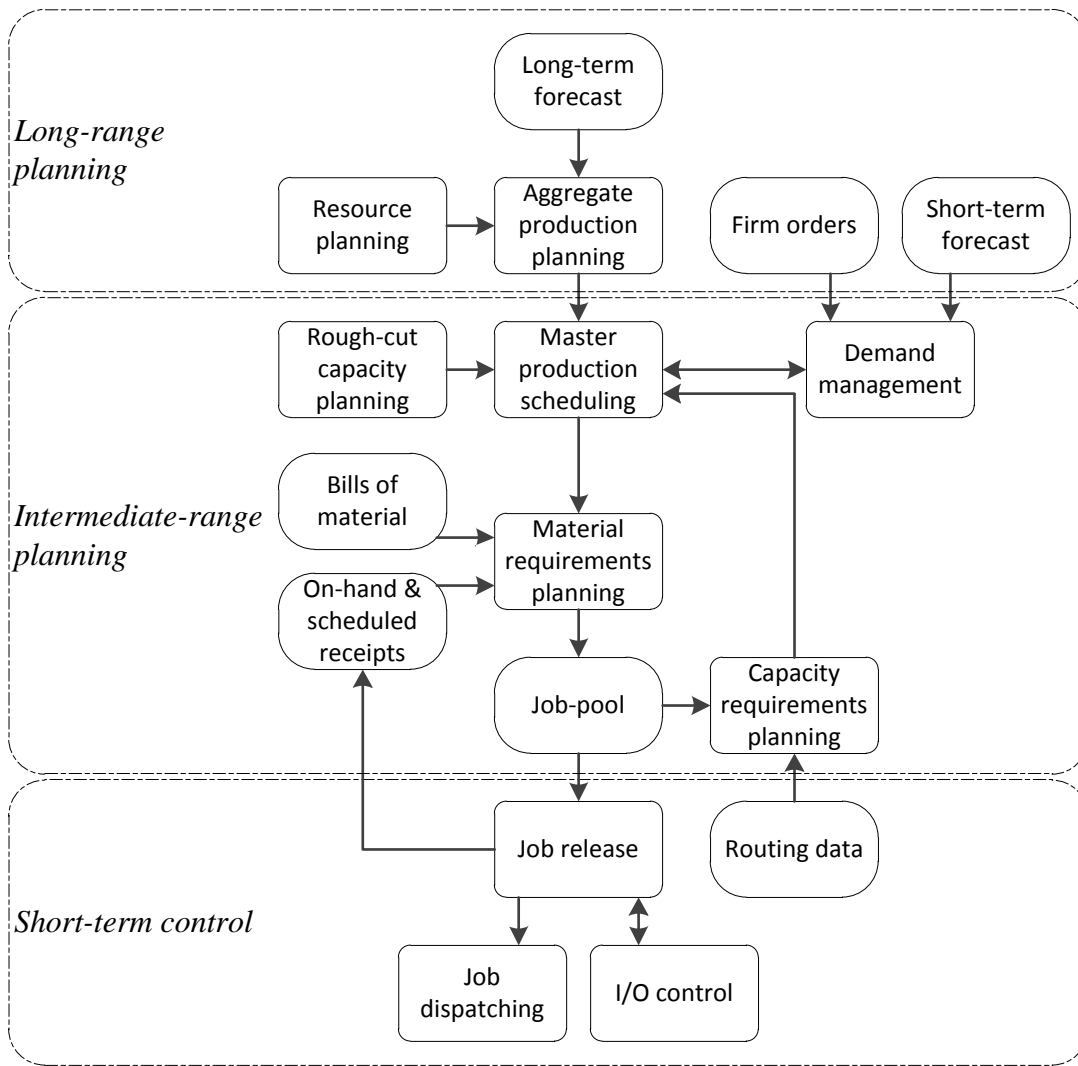 Long-term
forecast
Long-range
planning
Resource
planning
Aggregate
production
planning
Firm orders
Short-term
forecast
Rough-cut
capacity
planning
Master
production
scheduling
Demand
management
Bills of
material
Intermediate-range
planning
Material
requirements
planning
On-hand &
scheduled
receipts
Job-pool
Capacity
requirements
planning
Job release
Routing data
Short-term control
Job
dispatching
I/O control